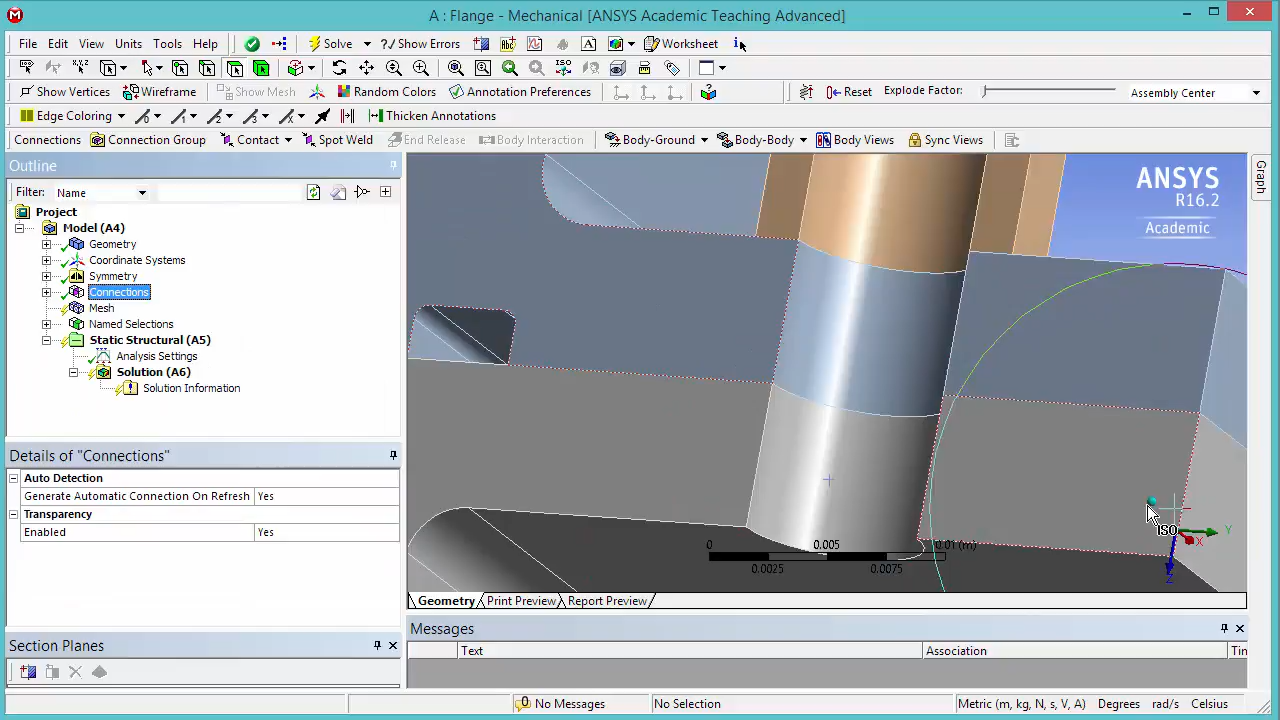 A : Flange - Mechanical [ANSYS Academic Teaching Advanced]
File Edit View Units Tools Help Solve Show Errors Worksheet
Show Vertices Wireframe Show Mesh Random Colors Annotation Preferences Reset Explode Factor: Assembly Center
Edge Coloring Thicken Annotations
Connections Connection Group Contact Spot Weld End Release Body Interaction Body-Ground Body-Body Body Views Sync Views
Outline
Filter: Name
Project
Model (A4)
Geometry
Coordinate Systems
Symmetry
Connections
Mesh
Named Selections
Static Structural (A5)
Analysis Settings
Solution (A6)
Solution Information
Details of "Connections"
Auto Detection
Generate Automatic Connection On Refresh Yes
Transparency
Enabled Yes
Section Planes
ANSYS
R16.2
Academic
Graph
ISO
Y
X
Z
0 0.005 0.01 (m)
0.0025 0.0075
Geometry Print Preview Report Preview
Messages
Text Association Tin
0 No Messages No Selection Metric (m, kg, N, s, V, A) Degrees rad/s Celsius